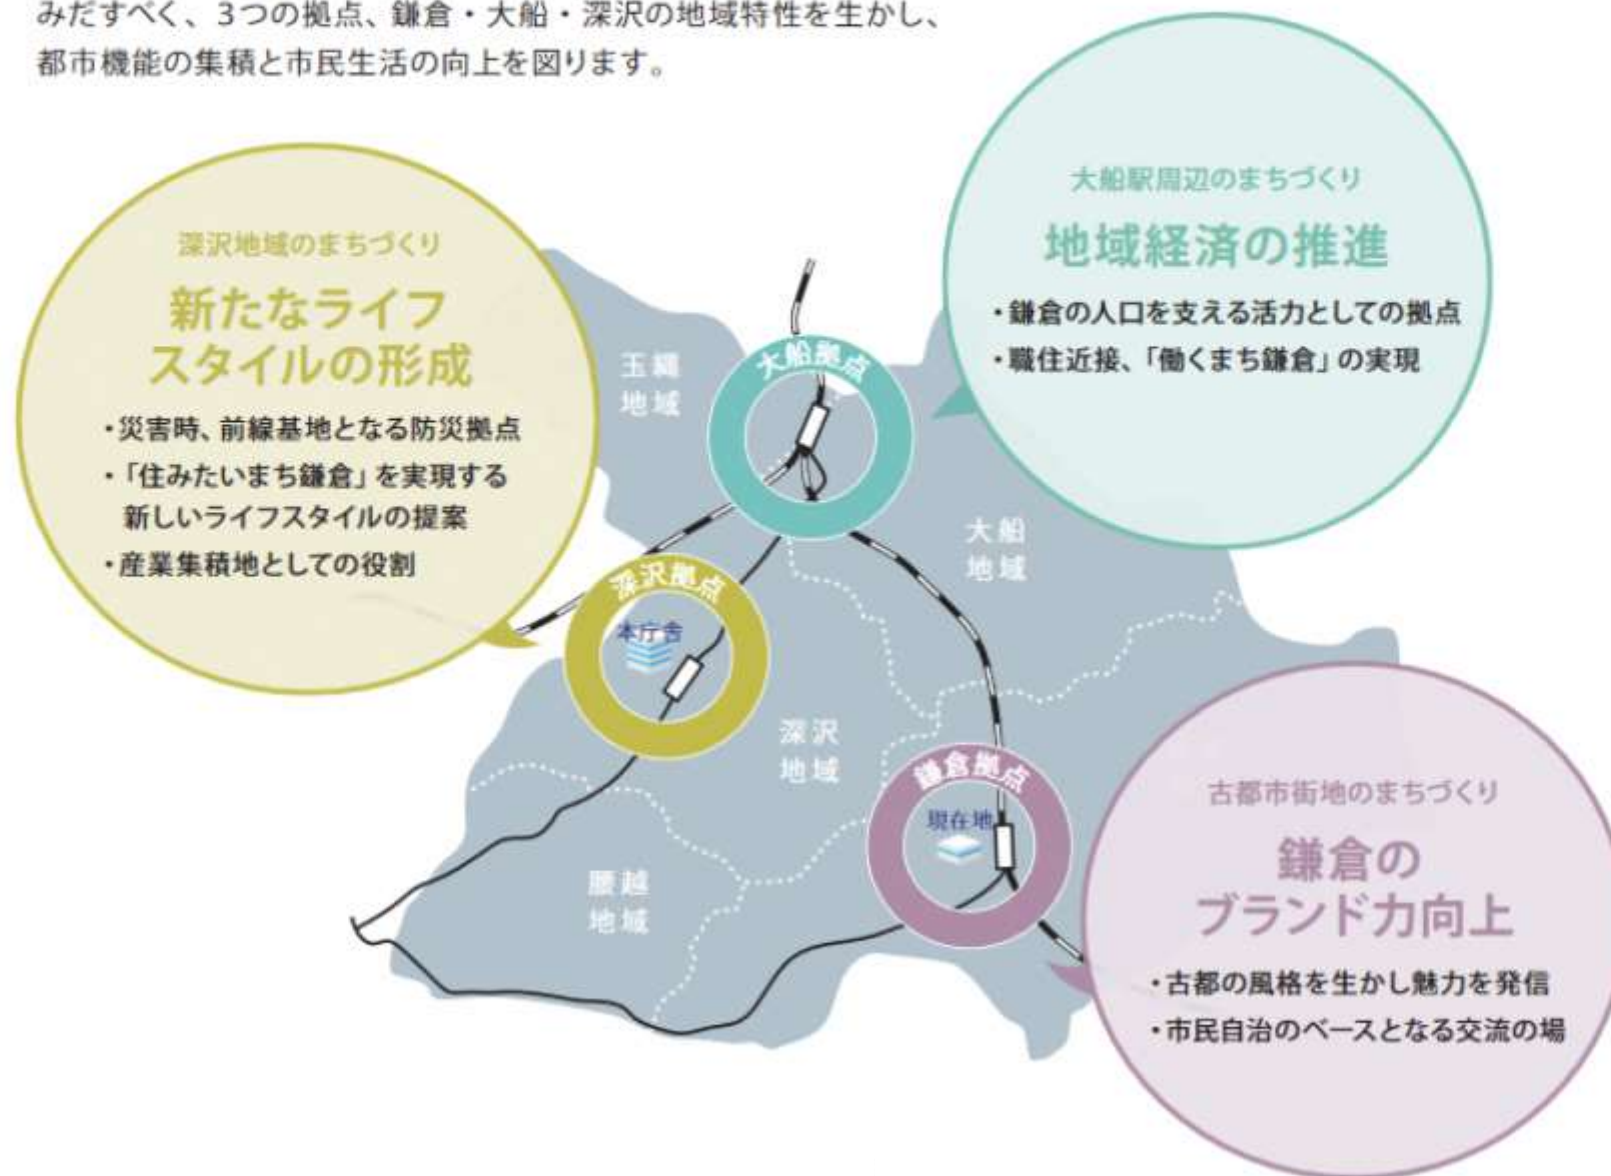 みだすべく、3つの拠点、鎌倉・大船・深沢の地域特性を生かし、
都市機能の集積と市民生活の向上を図ります。
深沢地域のまちづくり
新たなライフ
スタイルの形成
・災害時、前線基地となる防災拠点
・「住みたいまち鎌倉」を実現する
新しいライフスタイルの提案
・産業集積地としての役割
大船駅周辺のまちづくり
地域経済の推進
・鎌倉の人口を支える活力としての拠点
・職住近接、「働くまち鎌倉」の実現
玉縄
地域
大船拠点
大船
地域
深沢拠点
本庁舎
深沢
地域
鎌倉拠点
現在地
腰越
地域
古都市街地のまちづくり
鎌倉の
ブランド力向上
・古都の風格を生かし魅力を発信
・市民自治のベースとなる交流の場